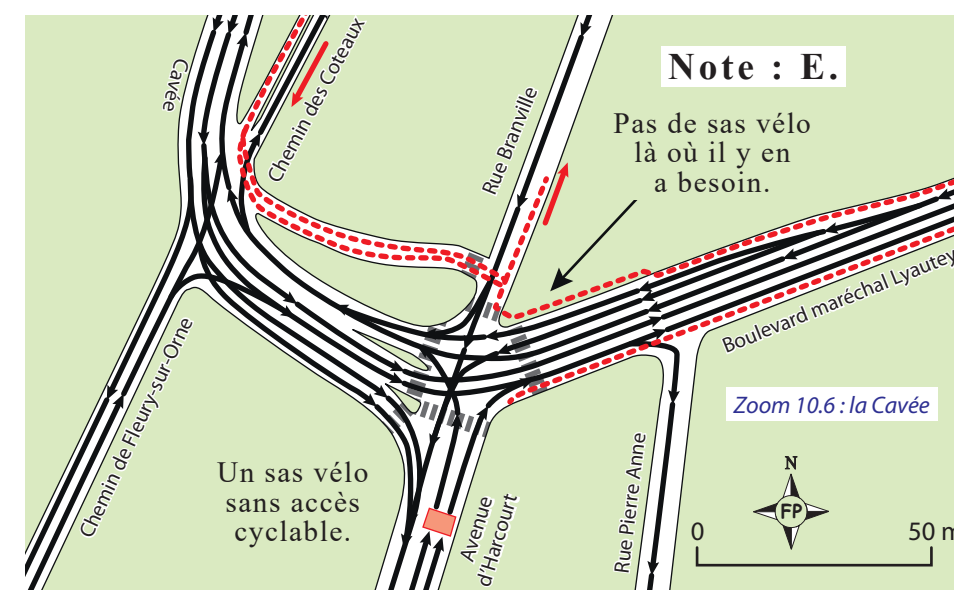 Cavée
Chemin des Coteaux
Rue Branville
Note : E.
Pas de sas vélo
là où il y en
a besoin.
Boulevard maréchal Lyautey
Chemin de Fleury-sur-Orne
Zoom 10.6 : la Cavée
Un sas vélo
sans accès
cyclable.
Avenue
d'Harcourt
Rue Pierre Anne
N
FP
0
50 m